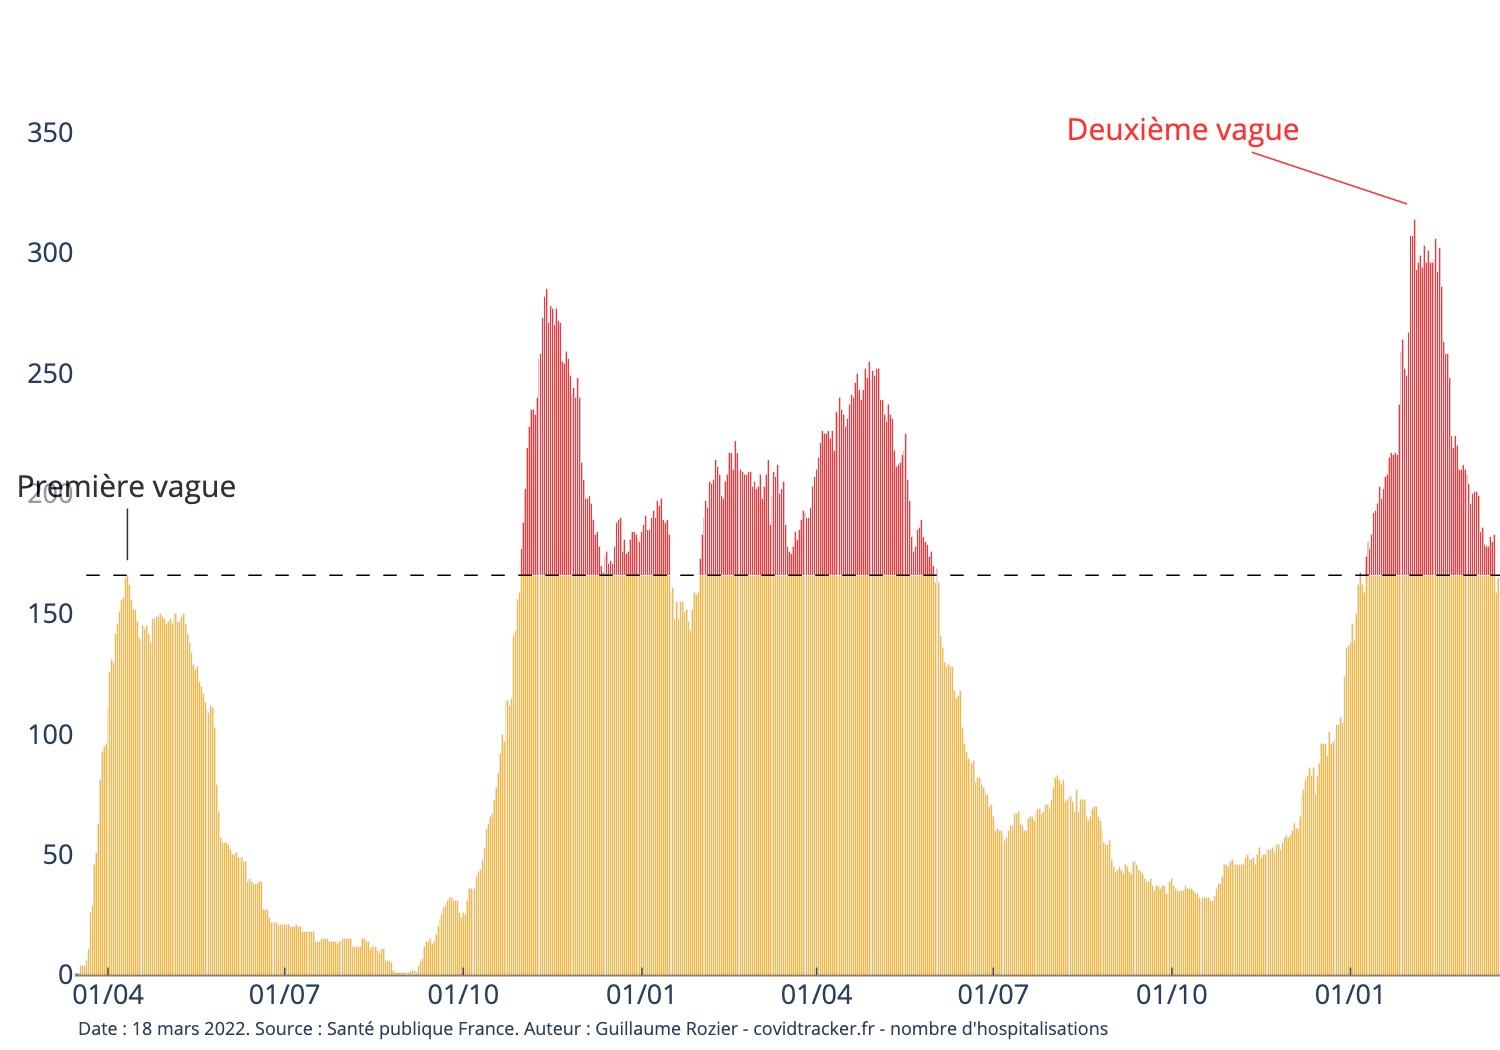 350
Deuxième vague
300
250
200
Première vague
150
100
50
0
01/04 01/07 01/10 01/01 01/04 01/07 01/10 01/01
Date : 18 mars 2022. Source : Santé publique France. Auteur : Guillaume Rozier - covidtracker.fr - nombre d'hospitalisations